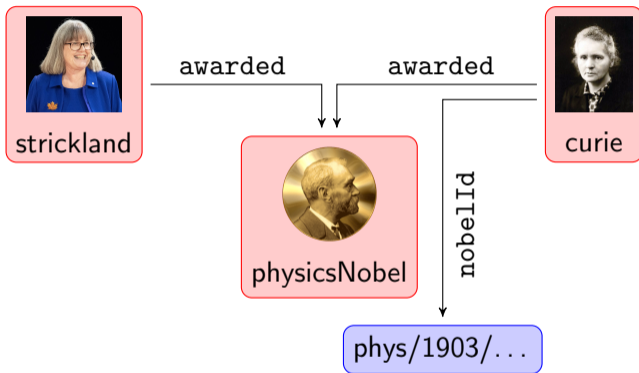 awarded
awarded
strickland
curie
physicsNobel
nobelId
phys/1903/...